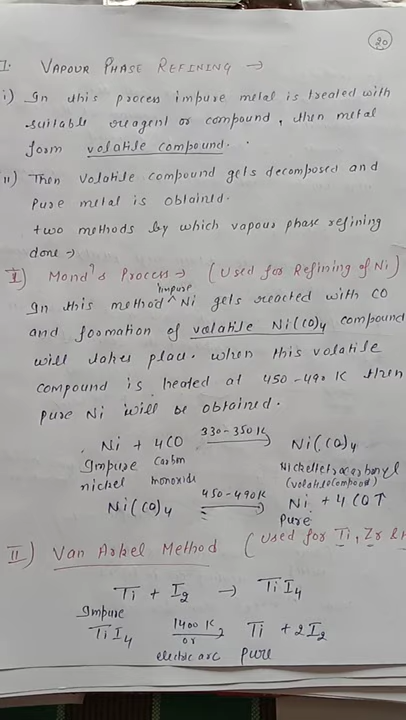 20
I. VAPOUR PHASE REFINING →
i) In this process impure metal is treated with
suitable reagent or compound, then metal
form volatile compound.
ii) Then volatile compound gets decomposed and
Pure metal is obtained.
two methods by which vapour phase refining
done →
I) Mond's Process → (Used for Refining of Ni)
In this method ^ impure Ni gets reacted with CO
and formation of volatile Ni(CO)4 compound
will takes place. when this volatile
compound is heated at 450-490 K then
pure Ni will be obtained.
Ni + 4CO 330-350K → Ni(CO)4
Impure nickel Carbon monoxide Nickeltetracarbonyl (volatile compound)
Ni(CO)4 450-490K → Ni + 4CO↑
Pure
II) Van Arkel Method (Used for Ti, Zr &
Ti + I2 → TiI4
Impure
TiI4 1400 K or electric arc → Ti + 2I2
pure